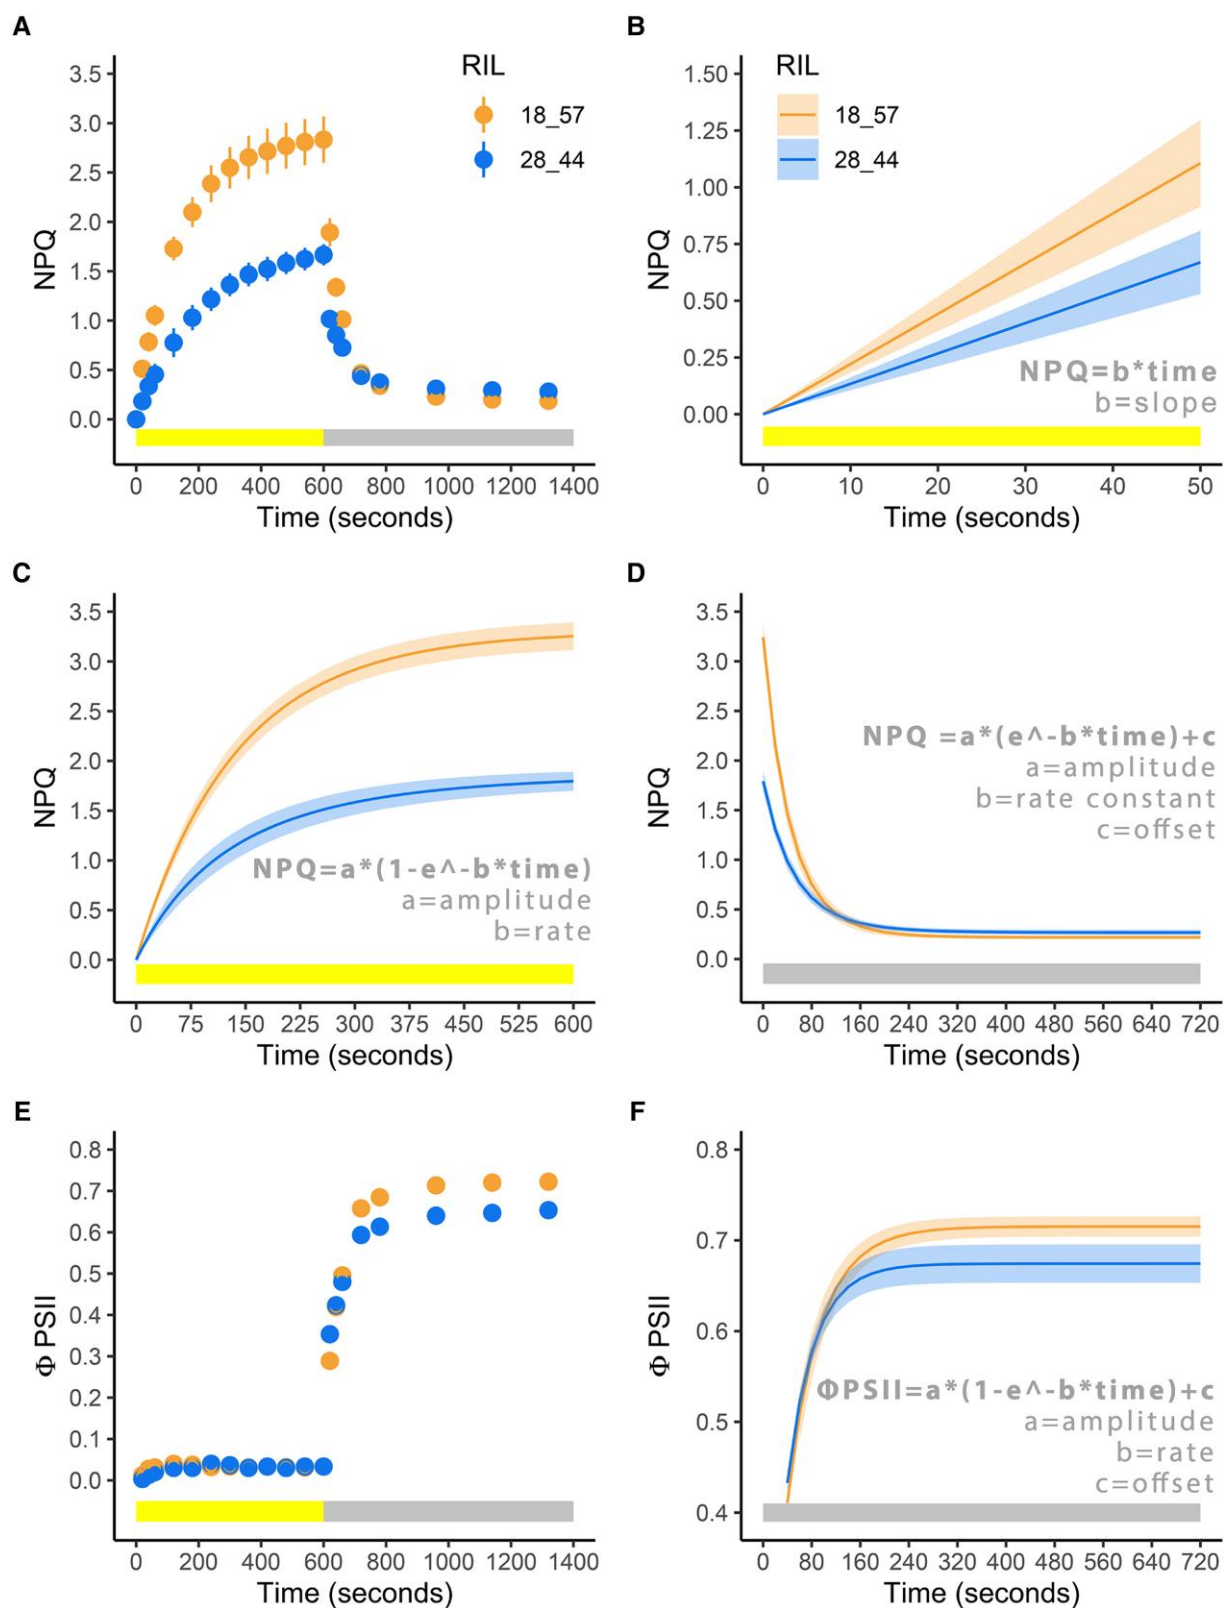 A
RIL
18_57
28_44
NPQ
3.5
3.0
2.5
2.0
1.5
1.0
0.5
0.0
0 200 400 600 800 1000 1200 1400
Time (seconds)
B
RIL
18_57
28_44
NPQ
1.50
1.25
1.00
0.75
0.50
0.25
0.00
NPQ=b*time
b=slope
0 10 20 30 40 50
Time (seconds)
C
NPQ
3.5
3.0
2.5
2.0
1.5
1.0
0.5
0.0
NPQ=a*(1-e^-b*time)
a=amplitude
b=rate
0 75 150 225 300 375 450 525 600
Time (seconds)
D
NPQ
3.5
3.0
2.5
2.0
1.5
1.0
0.5
0.0
NPQ =a*(e^-b*time)+c
a=amplitude
b=rate constant
c=offset
0 80 160 240 320 400 480 560 640 720
Time (seconds)
E
Φ PSII
0.8
0.7
0.6
0.5
0.4
0.3
0.2
0.1
0.0
0 200 400 600 800 1000 1200 1400
Time (seconds)
F
Φ PSII
0.8
0.7
0.6
0.5
0.4
ΦPSII=a*(1-e^-b*time)+c
a=amplitude
b=rate
c=offset
0 80 160 240 320 400 480 560 640 720
Time (seconds)